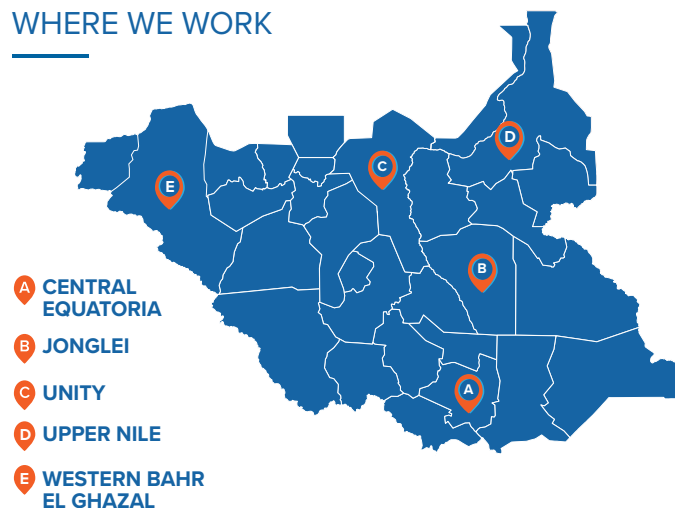 WHERE WE WORK
D
C
E
B
A
A CENTRAL
EQUATORIA
B JONGLEI
C UNITY
D UPPER NILE
E WESTERN BAHR
EL GHAZAL